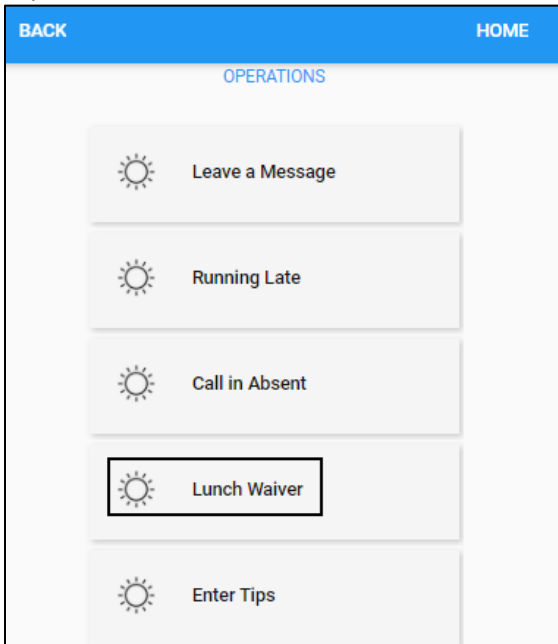 BACK HOME
OPERATIONS
Leave a Message
Running Late
Call in Absent
Lunch Waiver
Enter Tips